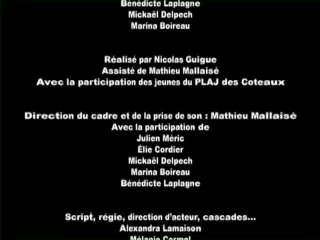 Bénédicte Laplagne
Mickaël Delpech
Marina Boireau
Réalisé par Nicolas Guigue
Assisté de Mathieu Mallaisé
Avec la participation des jeunes du PLAJ des Coteaux
Direction du cadre et de la prise de son : Mathieu Mallaisé
Avec la participation de
Julien Méric
Élie Cordier
Mickaël Delpech
Marina Boireau
Bénédicte Laplagne
Script, régie, direction d'acteur, cascades...
Alexandra Lamaison
Mélanie